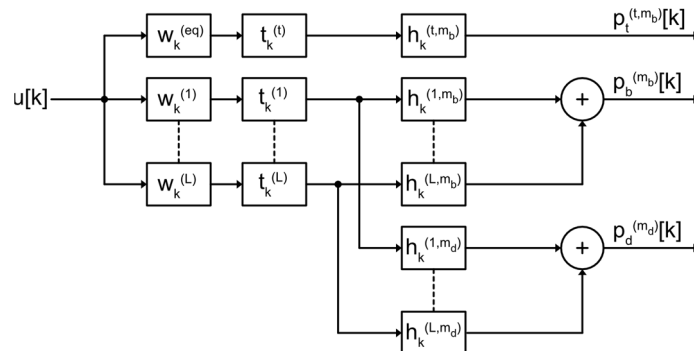 w_k^(eq) t_k^(t) h_k^(t,m_b) p_t^(t,m_b)[k]
u[k] w_k^(1) t_k^(1) h_k^(1,m_b) + p_b^(m_b)[k]
w_k^(L) t_k^(L) h_k^(L,m_b)
h_k^(1,m_d) + p_d^(m_d)[k]
h_k^(L,m_d)